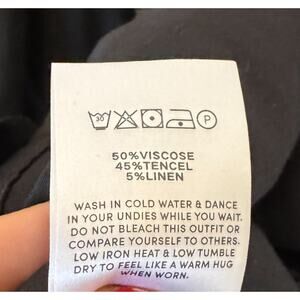 30 P
50%VISCOSE
45%TENCEL
5%LINEN
WASH IN COLD WATER & DANCE
IN YOUR UNDIES WHILE YOU WAIT.
DO NOT BLEACH THIS OUTFIT OR
COMPARE YOURSELF TO OTHERS.
LOW IRON HEAT & LOW TUMBLE
DRY TO FEEL LIKE A WARM HUG
WHEN WORN.